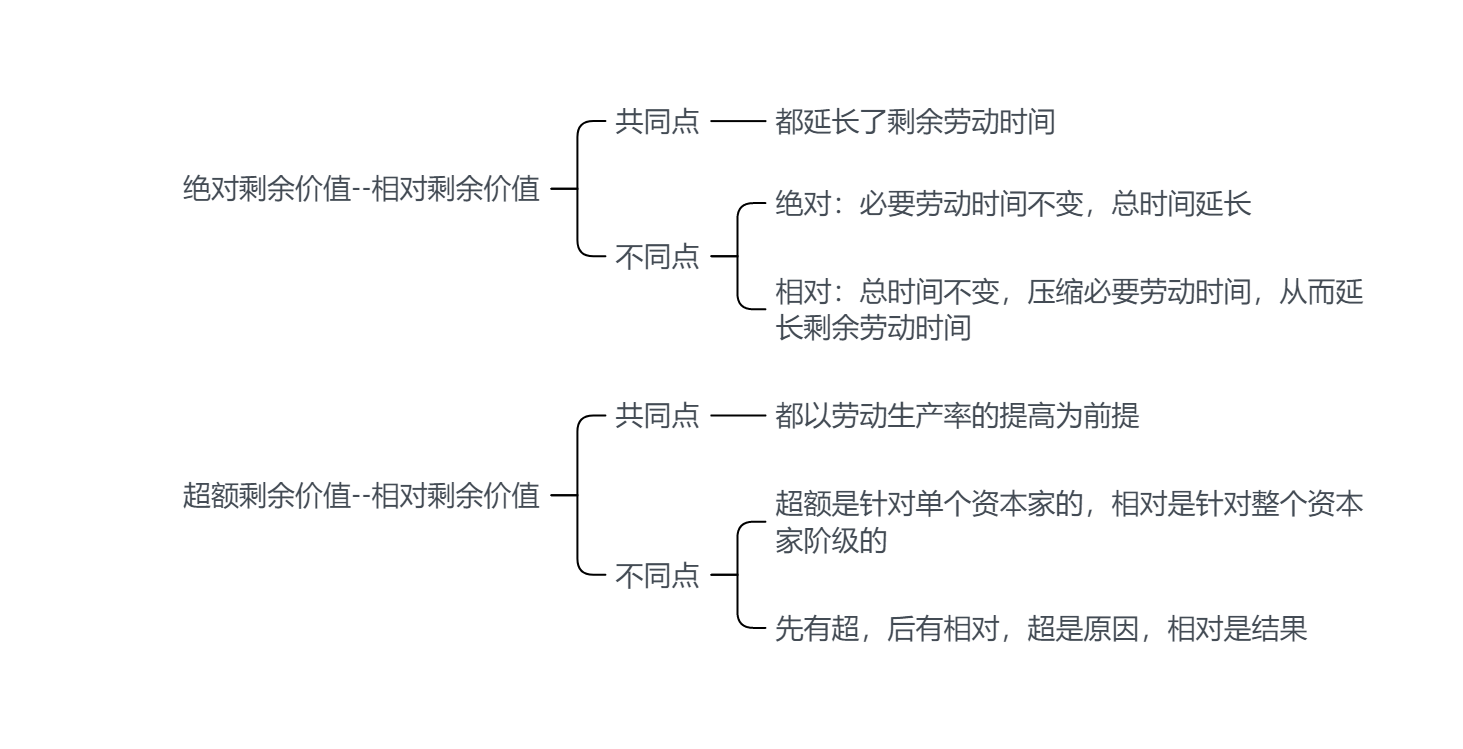 绝对剩余价值--相对剩余价值
共同点
都延长了剩余劳动时间
不同点
绝对：必要劳动时间不变，总时间延长
相对：总时间不变，压缩必要劳动时间，从而延
长剩余劳动时间
超额剩余价值--相对剩余价值
共同点
都以劳动生产率的提高为前提
不同点
超额是针对单个资本家的，相对是针对整个资本
家阶级的
先有超，后有相对，超是原因，相对是结果